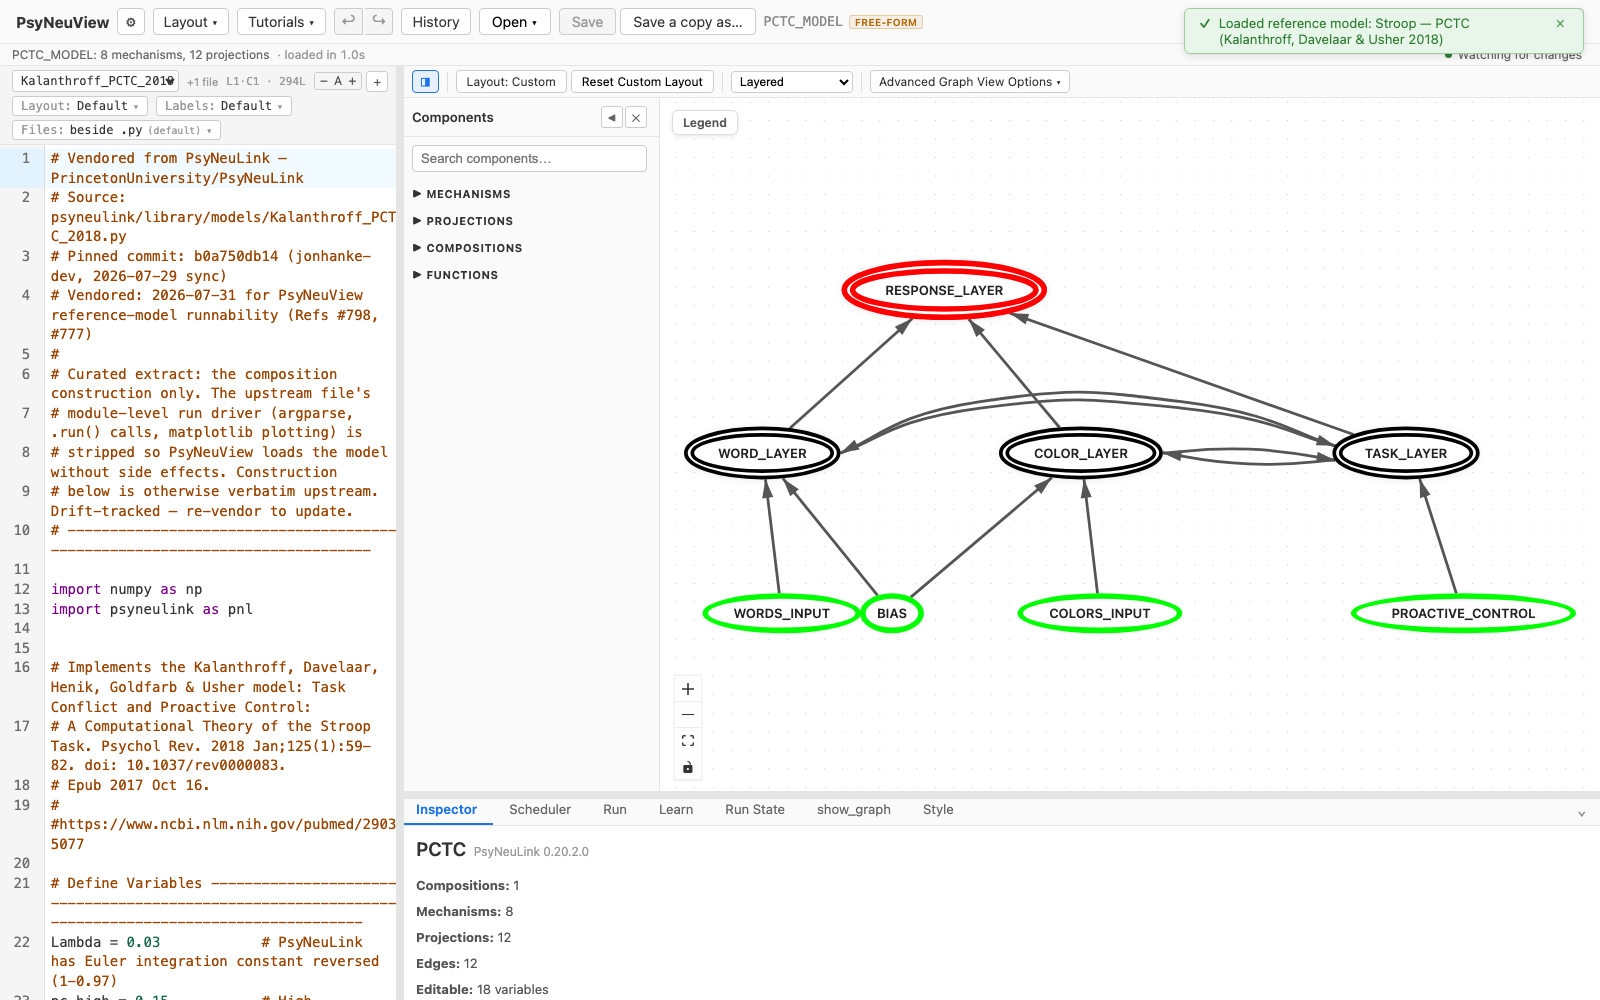 PsyNeuView
Layout ▾
Tutorials ▾
History
Open ▾
Save
Save a copy as...
PCTC_MODEL
FREE-FORM
Loaded reference model: Stroop — PCTC
(Kalanthroff, Davelaar & Usher 2018)
PCTC_MODEL: 8 mechanisms, 12 projections · loaded in 1.0s
Watching for changes
Kalanthroff_PCTC_2018
+1 file
L1:C1 · 294L
− A +
+
Layout: Default ▾
Labels: Default ▾
Files: beside .py (default) ▾
Layout: Custom
Reset Custom Layout
Layered
Advanced Graph View Options ▾
Components
Search components...
▶ MECHANISMS
▶ PROJECTIONS
▶ COMPOSITIONS
▶ FUNCTIONS
Legend
1 # Vendored from PsyNeuLink —
PrincetonUniversity/PsyNeuLink
2 # Source:
psyneulink/library/models/Kalanthroff_PCT
C_2018.py
3 # Pinned commit: b0a750db14 (jonhanke-
dev, 2026-07-29 sync)
4 # Vendored: 2026-07-31 for PsyNeuView
reference-model runnability (Refs #798,
#777)
5 #
6 # Curated extract: the composition
construction only. The upstream file's
7 # module-level run driver (argparse,
.run() calls, matplotlib plotting) is
8 # stripped so PsyNeuView loads the model
without side effects. Construction
9 # below is otherwise verbatim upstream.
Drift-tracked — re-vendor to update.
10 # ---------------------------------------
--------------------------------------
11
12 import numpy as np
13 import psyneulink as pnl
14
15
16 # Implements the Kalanthroff, Davelaar,
Henik, Goldfarb & Usher model: Task
Conflict and Proactive Control:
17 # A Computational Theory of the Stroop
Task. Psychol Rev. 2018 Jan;125(1):59-
82. doi: 10.1037/rev0000083.
18 # Epub 2017 Oct 16.
19 #
#https://www.ncbi.nlm.nih.gov/pubmed/2903
5077
20
21 # Define Variables ----------------------
-----------------------------------------
-------------------------------------
22 Lambda = 0.03 # PsyNeuLink
has Euler integration constant reversed
(1-0.97)
23 pc_high = 0.15 # High
RESPONSE_LAYER
WORD_LAYER
COLOR_LAYER
TASK_LAYER
WORDS_INPUT
BIAS
COLORS_INPUT
PROACTIVE_CONTROL
Inspector
Scheduler
Run
Learn
Run State
show_graph
Style
PCTC PsyNeuLink 0.20.2.0
Compositions: 1
Mechanisms: 8
Projections: 12
Edges: 12
Editable: 18 variables